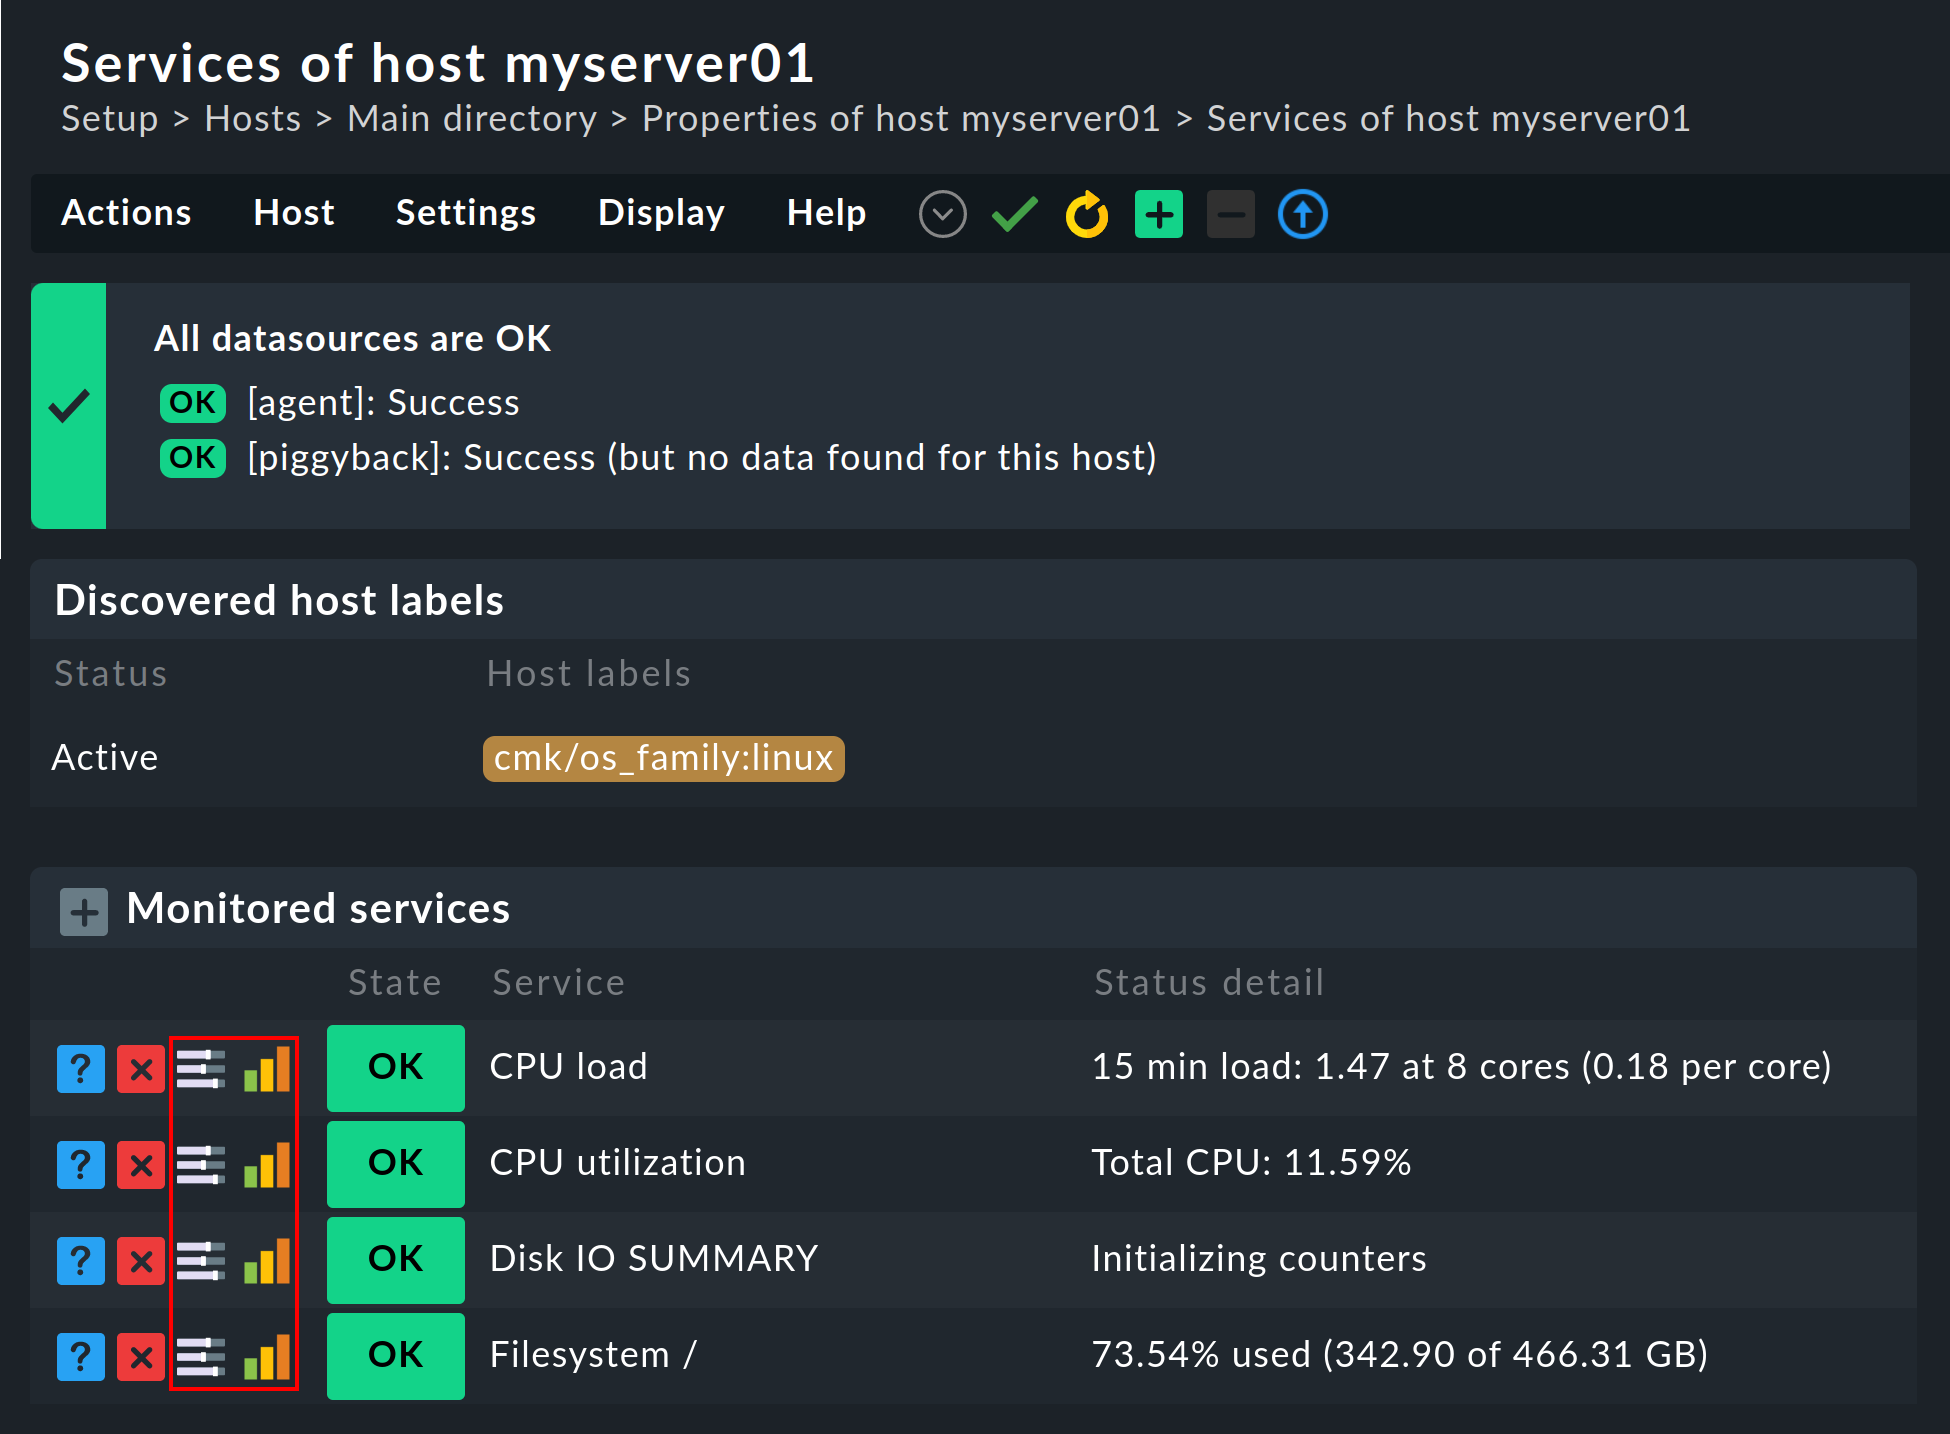 Services of host myserver01
Setup > Hosts > Main directory > Properties of host myserver01 > Services of host myserver01
Actions Host Settings Display Help
All datasources are OK
OK [agent]: Success
OK [piggyback]: Success (but no data found for this host)
Discovered host labels
Status Host labels
Active cmk/os_family:linux
Monitored services
State Service Status detail
OK CPU load 15 min load: 1.47 at 8 cores (0.18 per core)
OK CPU utilization Total CPU: 11.59%
OK Disk IO SUMMARY Initializing counters
OK Filesystem / 73.54% used (342.90 of 466.31 GB)